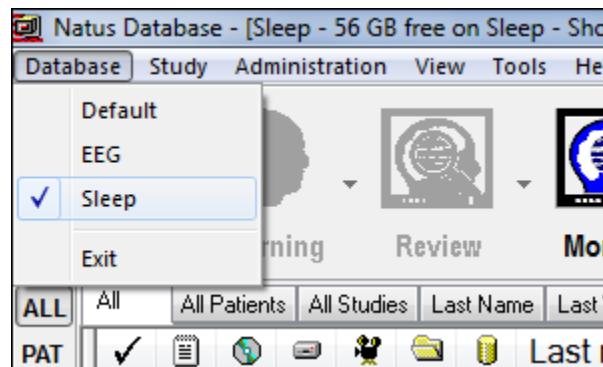 Natus Database - [Sleep - 56 GB free on Sleep - Sho
Database Study Administration View Tools He
Default
EEG
Sleep
Exit
rning Review Mo
ALL All All Patients All Studies Last Name Last
PAT Last